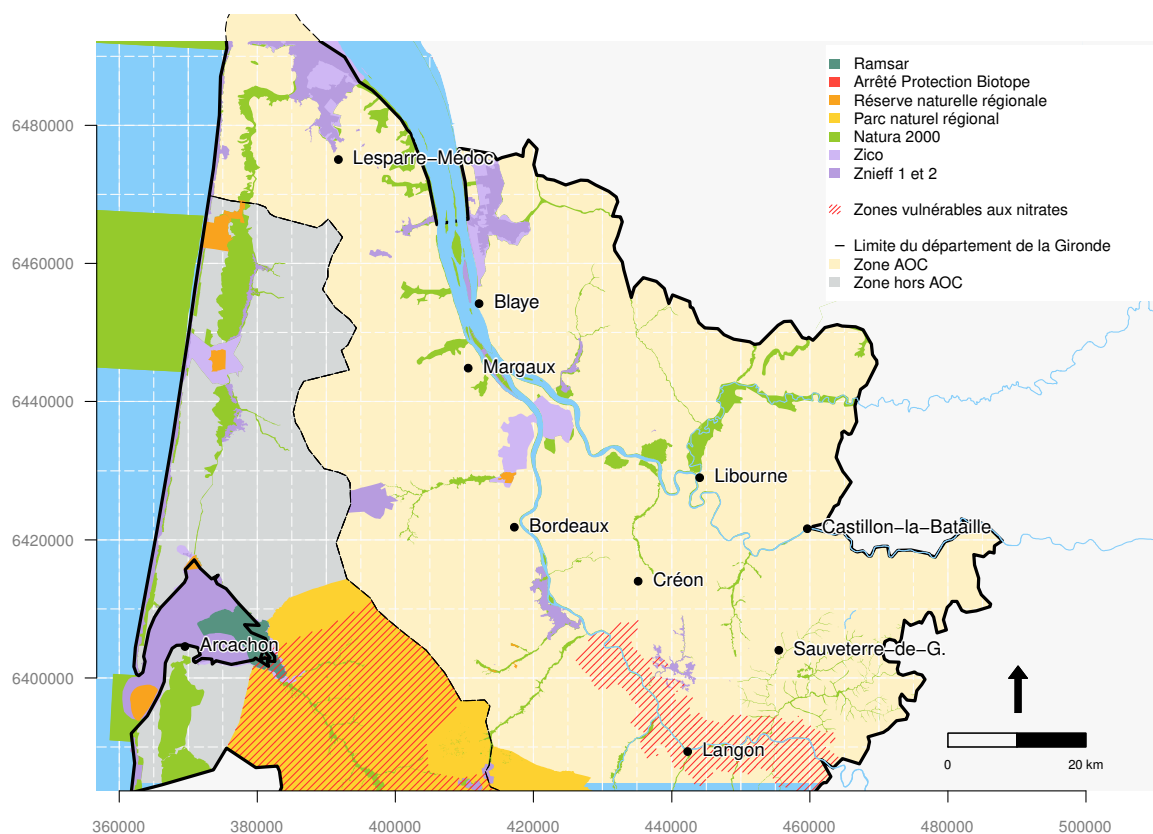 Ramsar
Arrêté Protection Biotope
Réserve naturelle régionale
Parc naturel régional
Natura 2000
Zico
Znieff 1 et 2
Zones vulnérables aux nitrates
Limite du département de la Gironde
Zone AOC
Zone hors AOC
6480000
Lesparre−Médoc
6460000
Blaye
Margaux
6440000
Libourne
Bordeaux
Castillon−la−Bataille
6420000
Créon
Arcachon
Sauveterre−de−G.
6400000
Langon
0
20 km
360000
380000
400000
420000
440000
460000
480000
500000